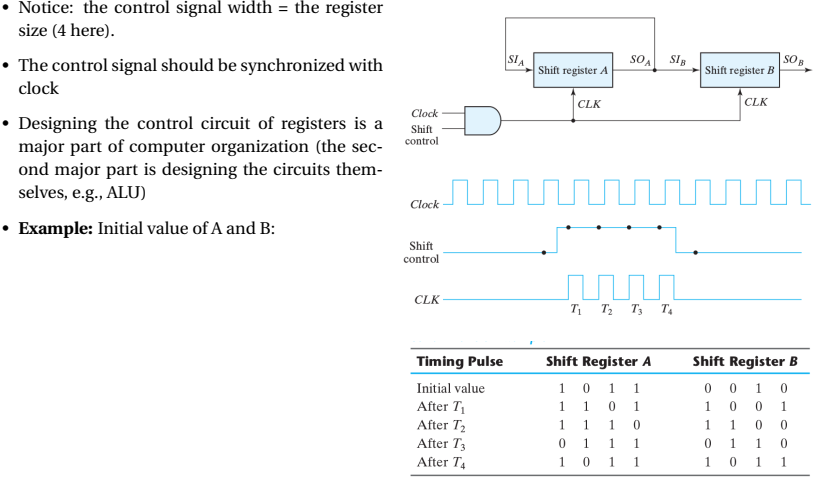 • Notice: the control signal width = the register
size (4 here).
• The control signal should be synchronized with
clock
• Designing the control circuit of registers is a
major part of computer organization (the sec-
ond major part is designing the circuits them-
selves, e.g., ALU)
• Example: Initial value of A and B:
SI_A Shift register A SO_A SI_B Shift register B SO_B
CLK CLK
Clock
Shift
control
Clock
Shift
control
CLK
T_1 T_2 T_3 T_4
Timing Pulse Shift Register A Shift Register B
Initial value 1 0 1 1 0 0 1 0
After T_1 1 1 0 1 1 0 0 1
After T_2 1 1 1 0 1 1 0 0
After T_3 0 1 1 1 0 1 1 0
After T_4 1 0 1 1 1 0 1 1